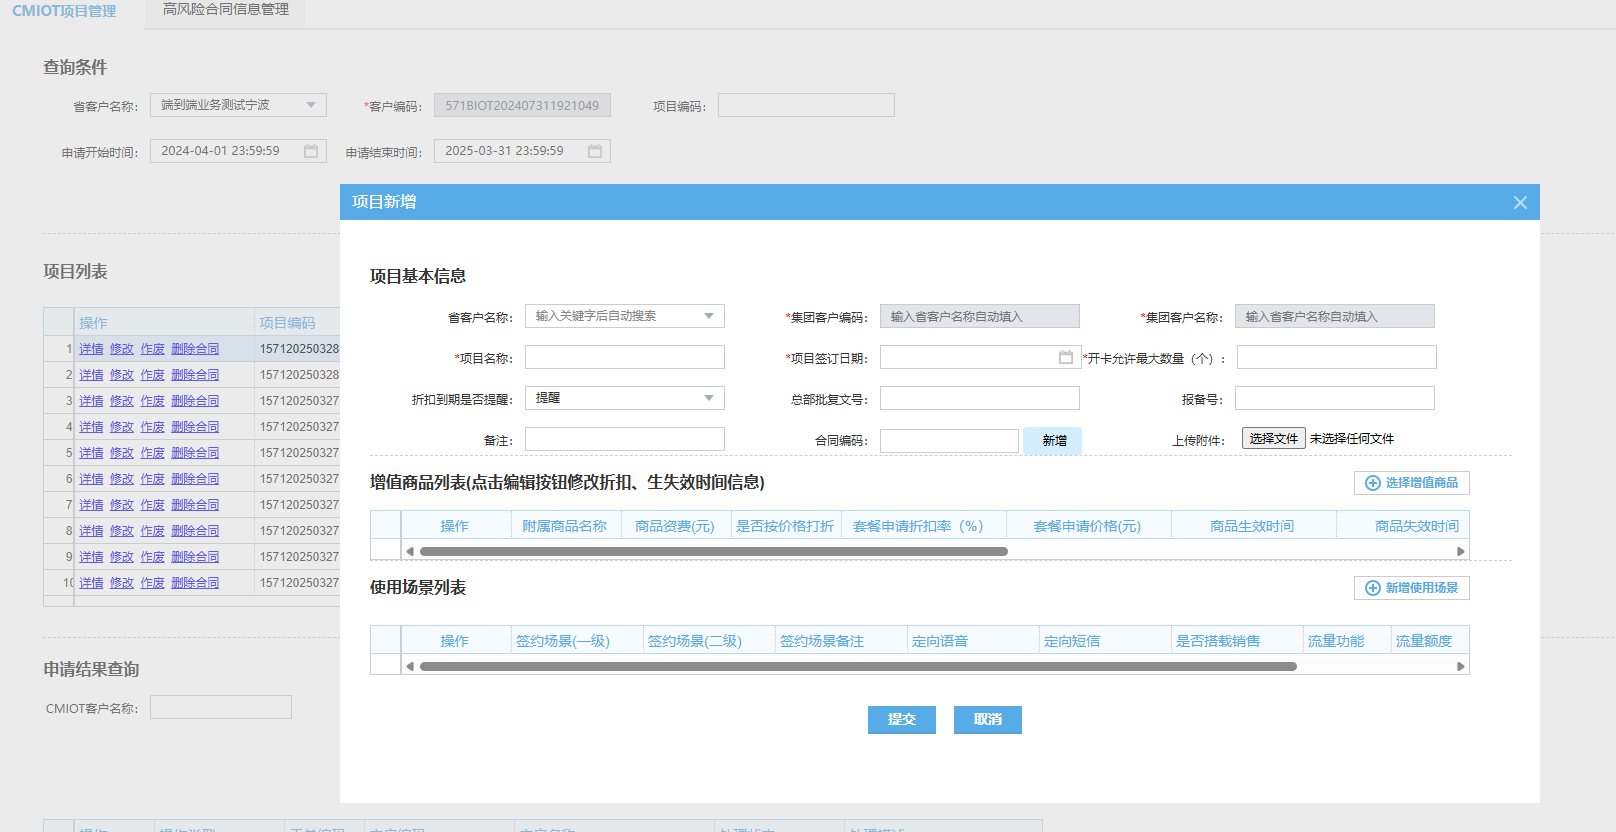 CMIOT项目管理 高风险合同信息管理
查询条件
省客户名称： 端到端业务测试宁波 *客户编码： 571BIOT202407311921049 项目编码：
申请开始时间： 2024-04-01 23:59:59 申请结束时间： 2025-03-31 23:59:59
项目新增
项目列表
项目基本信息
省客户名称： 输入关键字后自动搜索 *集团客户编码： 输入省客户名称自动填入 *集团客户名称： 输入省客户名称自动填入
*项目名称： *项目签订日期： *开卡允许最大数量（个）：
折扣到期是否提醒： 提醒 总部批复文号： 报备号：
备注： 合同编码： 新增 上传附件： 选择文件 未选择任何文件
增值商品列表(点击编辑按钮修改折扣、生失效时间信息) 选择增值商品
操作 附属商品名称 商品资费(元) 是否按价格打折 套餐申请折扣率（%） 套餐申请价格(元) 商品生效时间 商品失效时间
使用场景列表 新增使用场景
操作 签约场景(一级) 签约场景(二级) 签约场景备注 定向语音 定向短信 是否搭载销售 流量功能 流量额度
提交 取消
操作 项目编码
1 详情 修改 作废 删除合同 157120250328
2 详情 修改 作废 删除合同 157120250328
3 详情 修改 作废 删除合同 157120250327
4 详情 修改 作废 删除合同 157120250327
5 详情 修改 作废 删除合同 157120250327
6 详情 修改 作废 删除合同 157120250327
7 详情 修改 作废 删除合同 157120250327
8 详情 修改 作废 删除合同 157120250327
9 详情 修改 作废 删除合同 157120250327
10 详情 修改 作废 删除合同 157120250327
申请结果查询
CMIOT客户名称：